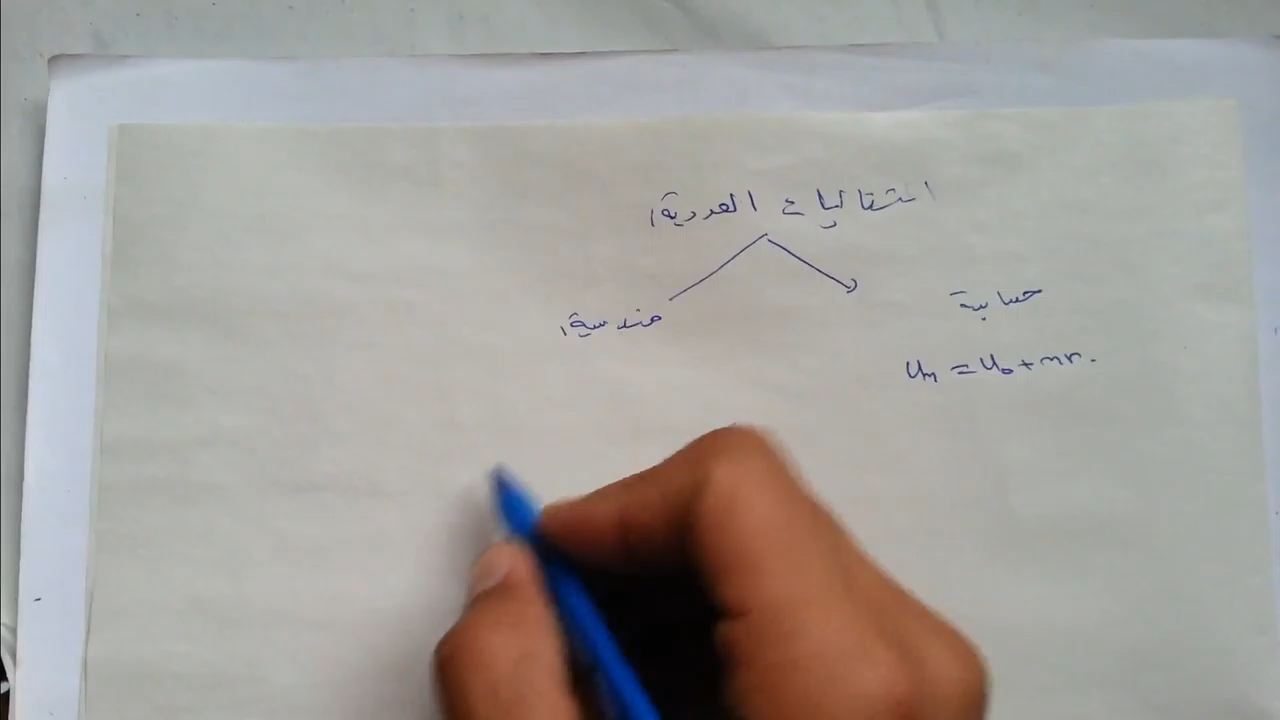 المتتاليات العددية
حسابية
هندسية
Un = U0 + nr.